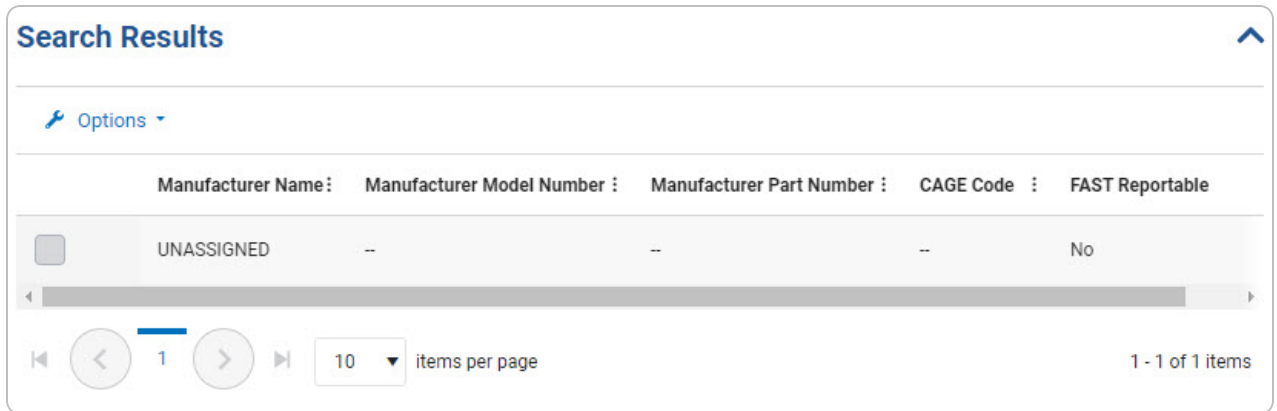 Search Results
Options
Manufacturer Name Manufacturer Model Number Manufacturer Part Number CAGE Code FAST Reportable
UNASSIGNED -- -- -- No
1 10 items per page 1 - 1 of 1 items